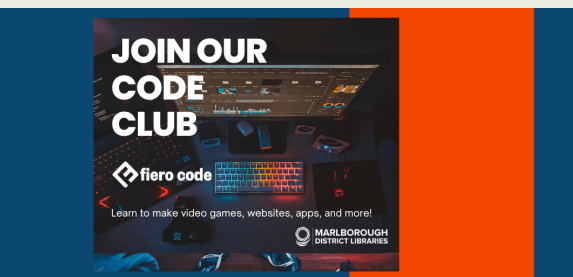 JOIN OUR
CODE
CLUB
fiero code
Learn to make video games, websites, apps, and more!
MARLBOROUGH
DISTRICT LIBRARIES